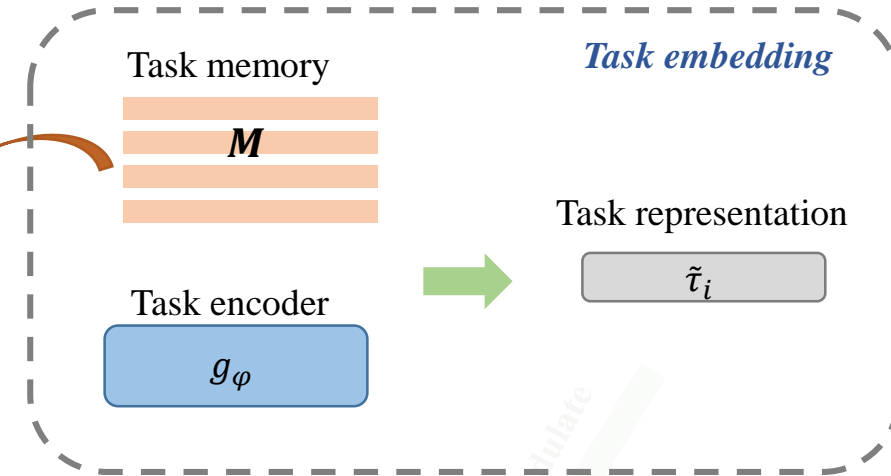 Task embedding
Task memory
M
Task representation
τ̃ᵢ
Task encoder
g_φ